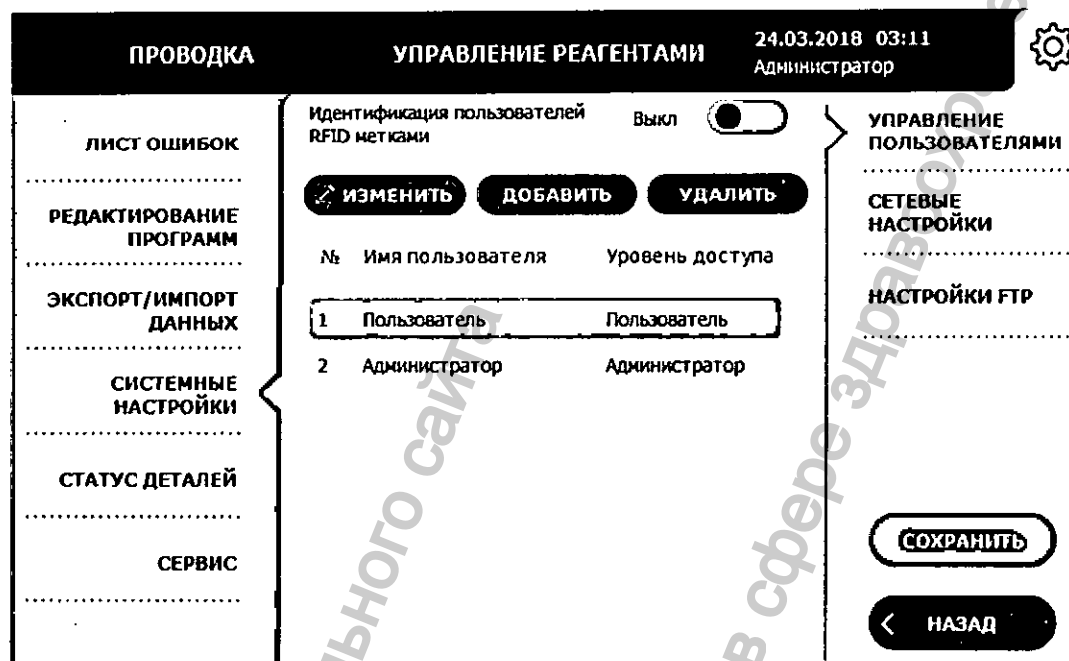 ПРОВОДКА
УПРАВЛЕНИЕ РЕАГЕНТАМИ
24.03.2018 03:11
Администратор
ЛИСТ ОШИБОК
РЕДАКТИРОВАНИЕ
ПРОГРАММ
ЭКСПОРТ/ИМПОРТ
ДАННЫХ
СИСТЕМНЫЕ
НАСТРОЙКИ
СТАТУС ДЕТАЛЕЙ
СЕРВИС
Идентификация пользователей
RFID метками
Выкл
ИЗМЕНИТЬ
ДОБАВИТЬ
УДАЛИТЬ
№ Имя пользователя Уровень доступа
1 Пользователь Пользователь
2 Администратор Администратор
УПРАВЛЕНИЕ
ПОЛЬЗОВАТЕЛЯМИ
СЕТЕВЫЕ
НАСТРОЙКИ
НАСТРОЙКИ FTP
СОХРАНИТЬ
НАЗАД
сайта
в сфере